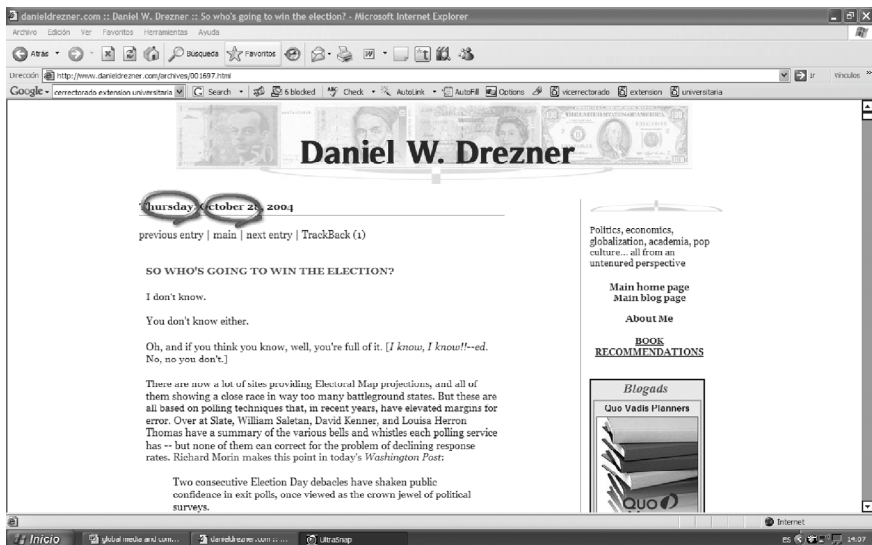 danieldrezner.com :: Daniel W. Drezner :: So who's going to win the election? - Microsoft Internet Explorer
Archivo Edición Ver Favoritos Herramientas Ayuda
Atrás Búsqueda Favoritos
Dirección http://www.danieldrezner.com/archives/001697.html Ir Vínculos
Google cerrectorado extension universitaria Search 6 blocked Check AutoLink AutoFill Options vicerrectorado extension universitaria
Daniel W. Drezner
Thursday, October 28, 2004
previous entry | main | next entry | TrackBack (1)
SO WHO'S GOING TO WIN THE ELECTION?
I don't know.
You don't know either.
Oh, and if you think you know, well, you're full of it. [I know, I know!!--ed.
No, no you don't.]
There are now a lot of sites providing Electoral Map projections, and all of
them showing a close race in way too many battleground states. But these are
all based on polling techniques that, in recent years, have elevated margins for
error. Over at Slate, William Saletan, David Kenner, and Louisa Herron
Thomas have a summary of the various bells and whistles each polling service
has -- but none of them can correct for the problem of declining response
rates. Richard Morin makes this point in today's Washington Post:
Two consecutive Election Day debacles have shaken public
confidence in exit polls, once viewed as the crown jewel of political
surveys.
Politics, economics,
globalization, academia, pop
culture... all from an
untenured perspective
Main home page
Main blog page
About Me
BOOK
RECOMMENDATIONS
Blogads
Quo Vadis Planners
QUO
Internet
Inicio global media and com... danieldrezner.com :: ... UltraSnap ES 14:07